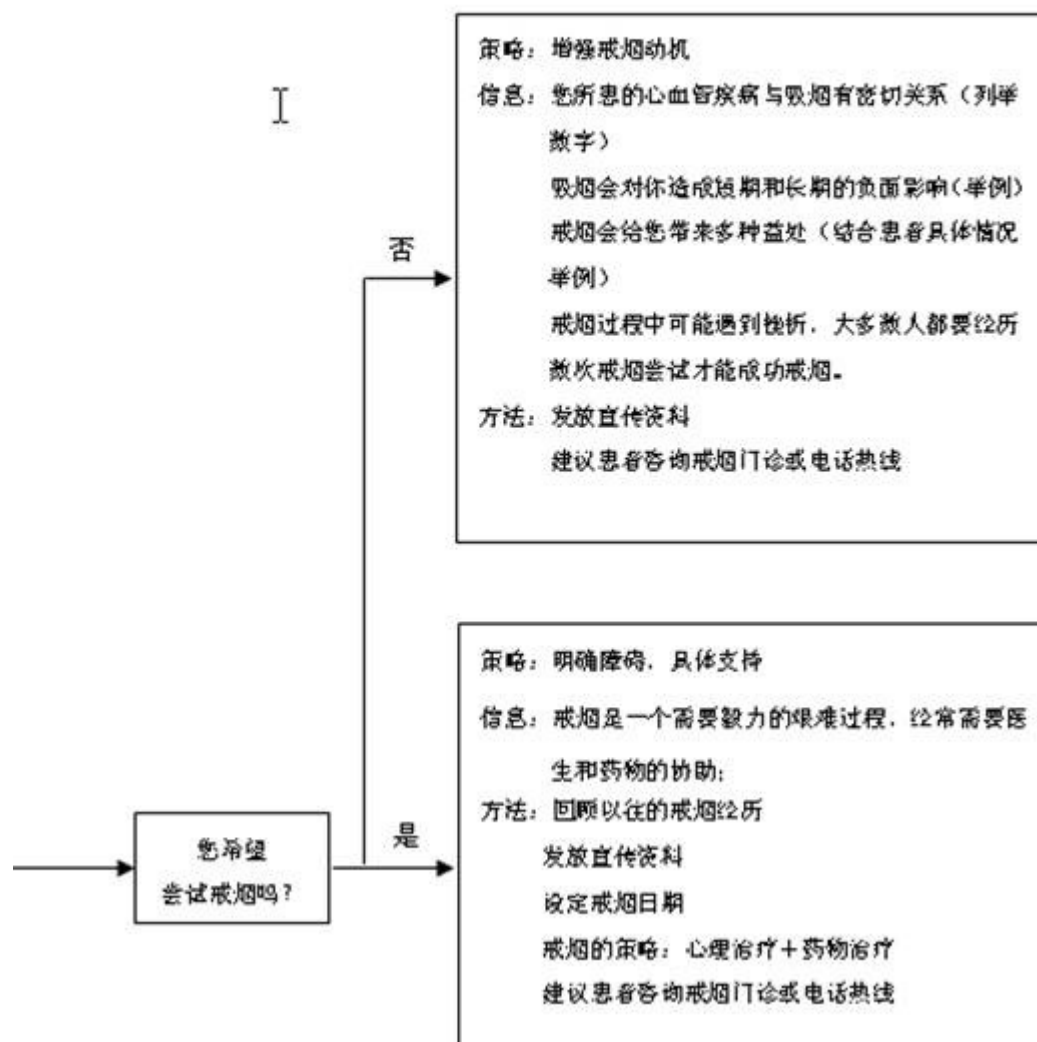 策略：增强戒烟动机
信息：您所患的心血管疾病与吸烟有密切关系（列举
数字）
吸烟会对你造成短期和长期的负面影响（举例）
戒烟会给您带来多种益处（结合患者具体情况
举例）
戒烟过程中可能遇到挫折，大多数人都要经历
数次戒烟尝试才能成功戒烟。
方法：发放宣传资料
建议患者咨询戒烟门诊或电话热线
否
策略：明确障碍，具体支持
信息：戒烟是一个需要毅力的艰难过程，经常需要医
生和药物的协助；
方法：回顾以往的戒烟经历
发放宣传资料
设定戒烟日期
戒烟的策略：心理治疗＋药物治疗
建议患者咨询戒烟门诊或电话热线
是
您希望
尝试戒烟吗？